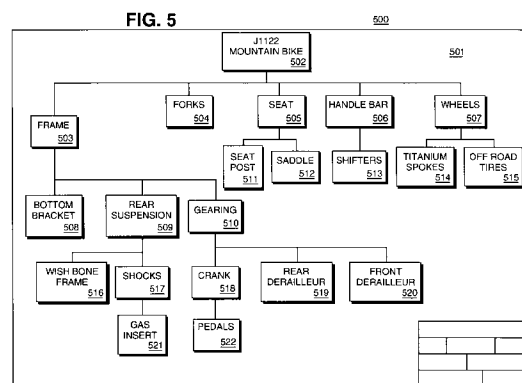 FIG. 5
500
501
J1122
MOUNTAIN BIKE
502
FRAME
503
FORKS
504
SEAT
505
HANDLE BAR
506
WHEELS
507
SEAT
POST
511
SADDLE
512
SHIFTERS
513
TITANIUM
SPOKES
514
OFF ROAD
TIRES
515
BOTTOM
BRACKET
508
REAR
SUSPENSION
509
GEARING
510
WISH BONE
FRAME
516
SHOCKS
517
CRANK
518
REAR
DERAILLEUR
519
FRONT
DERAILLEUR
520
GAS
INSERT
521
PEDALS
522